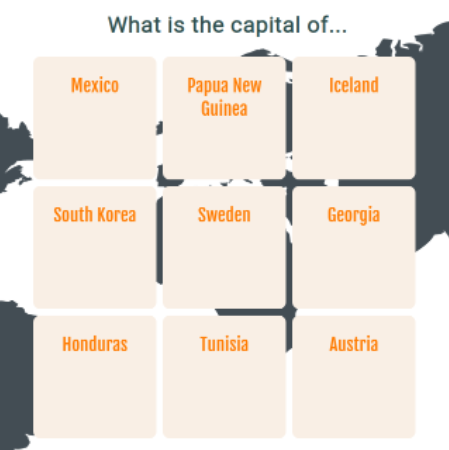 What is the capital of...
Mexico
Papua New
Guinea
Iceland
South Korea
Sweden
Georgia
Honduras
Tunisia
Austria